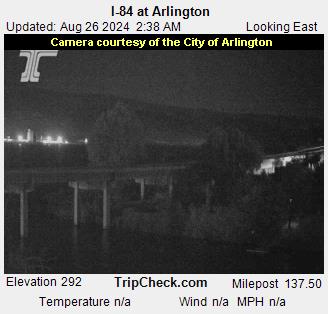 I-84 at Arlington
Updated: Aug 26 2024 2:38 AM Looking East
Camera courtesy of the City of Arlington
Elevation 292 TripCheck.com Milepost 137.50
Temperature n/a Wind n/a MPH n/a